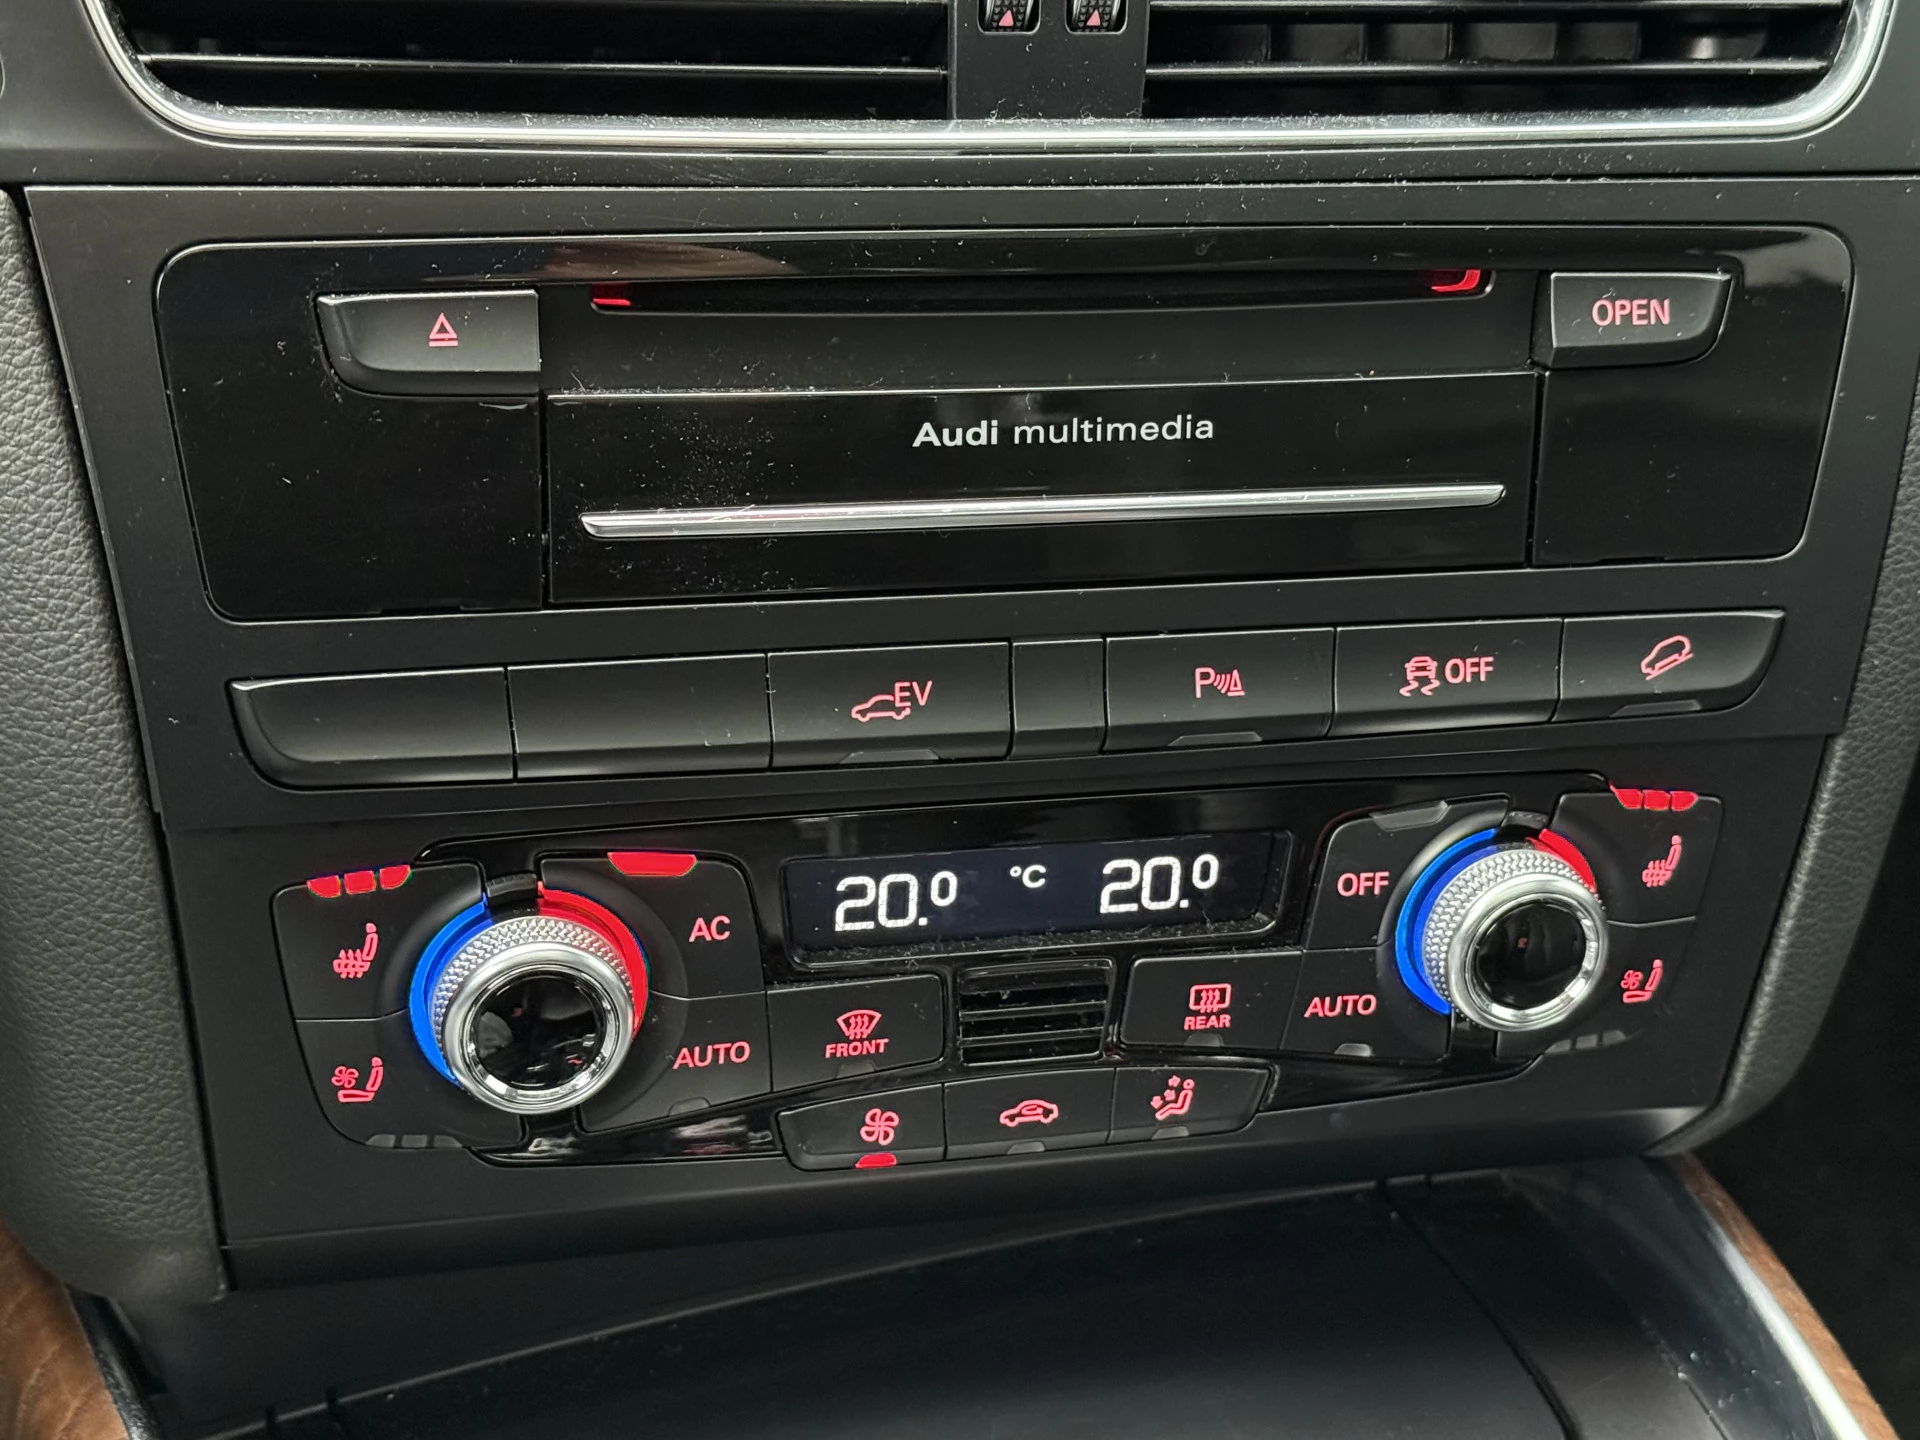 OPEN
Audi multimedia
EV
P
OFF
20.0 °C 20.0
OFF
AC
AUTO
FRONT
REAR
AUTO